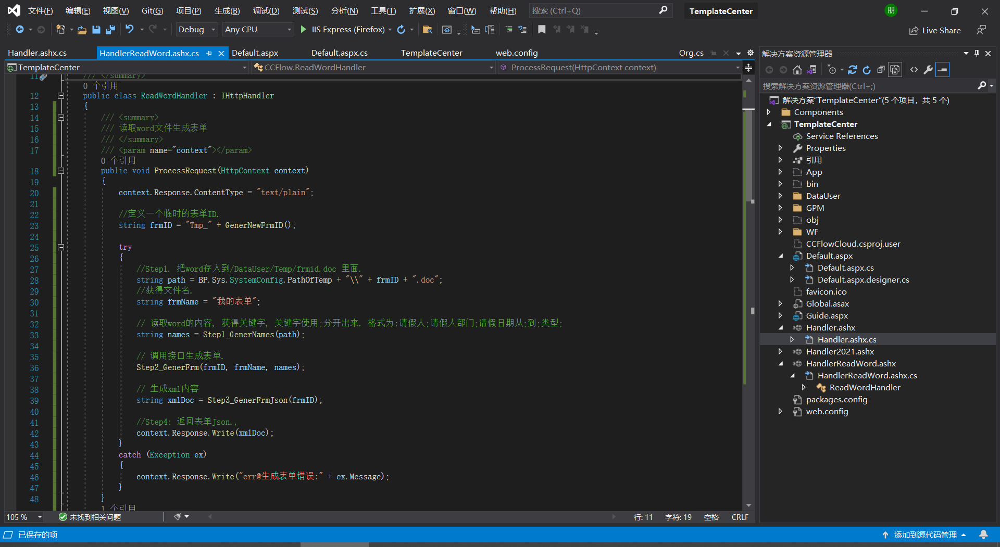 文件(F) 编辑(E) 视图(V) Git(G) 项目(P) 生成(B) 调试(D) 测试(S) 分析(N) 工具(T) 扩展(X) 窗口(W) 帮助(H) 搜索 (Ctrl+Q) TemplateCenter 朋
Debug Any CPU IIS Express (Firefox) Live Share
Handler.ashx.cs HandlerReadWord.ashx.cs Default.aspx Default.aspx.cs TemplateCenter web.config Org.cs
TemplateCenter CCFlow.ReadWordHandler ProcessRequest(HttpContext context)
11 /// </summary>
0 个引用
12 public class ReadWordHandler : IHttpHandler
13 {
14 /// <summary>
15 /// 读取word文件生成表单
16 /// </summary>
17 /// <param name="context"></param>
0 个引用
18 public void ProcessRequest(HttpContext context)
19 {
20 context.Response.ContentType = "text/plain";
21
22 //定义一个临时的表单ID.
23 string frmID = "Tmp_" + GenerNewFrmID();
24
25 try
26 {
27 //Step1. 把word存入到/DataUser/Temp/frmid.doc 里面.
28 string path = BP.Sys.SystemConfig.PathOfTemp + "\\" + frmID + ".doc";
29 //获得文件名.
30 string frmName = "我的表单";
31
32 // 读取word的内容, 获得关键字, 关键字使用;分开出来. 格式为:请假人;请假人部门;请假日期从;到;类型;
33 string names = Step1_GenerNames(path);
34
35 // 调用接口生成表单.
36 Step2_GenerFrm(frmID, frmName, names);
37
38 // 生成xml内容
39 string xmlDoc = Step3_GenerFrmJson(frmID);
40
41 //Step4: 返回表单Json.,
42 context.Response.Write(xmlDoc);
43 }
44 catch (Exception ex)
45 {
46 context.Response.Write("err@生成表单错误:" + ex.Message);
47 }
48 }
1 个引用
105 % 未找到相关问题 行: 11 字符: 19 空格 CRLF
解决方案资源管理器
搜索解决方案资源管理器(Ctrl+;)
解决方案"TemplateCenter"(5 个项目, 共 5 个)
Components
TemplateCenter
Service References
Properties
引用
App
bin
DataUser
GPM
obj
WF
CCFlowCloud.csproj.user
Default.aspx
Default.aspx.cs
Default.aspx.designer.cs
favicon.ico
Global.asax
Guide.aspx
Handler.ashx
Handler.ashx.cs
Handler2021.ashx
HandlerReadWord.ashx
HandlerReadWord.ashx.cs
ReadWordHandler
packages.config
web.config
已保存的项 添加到源代码管理